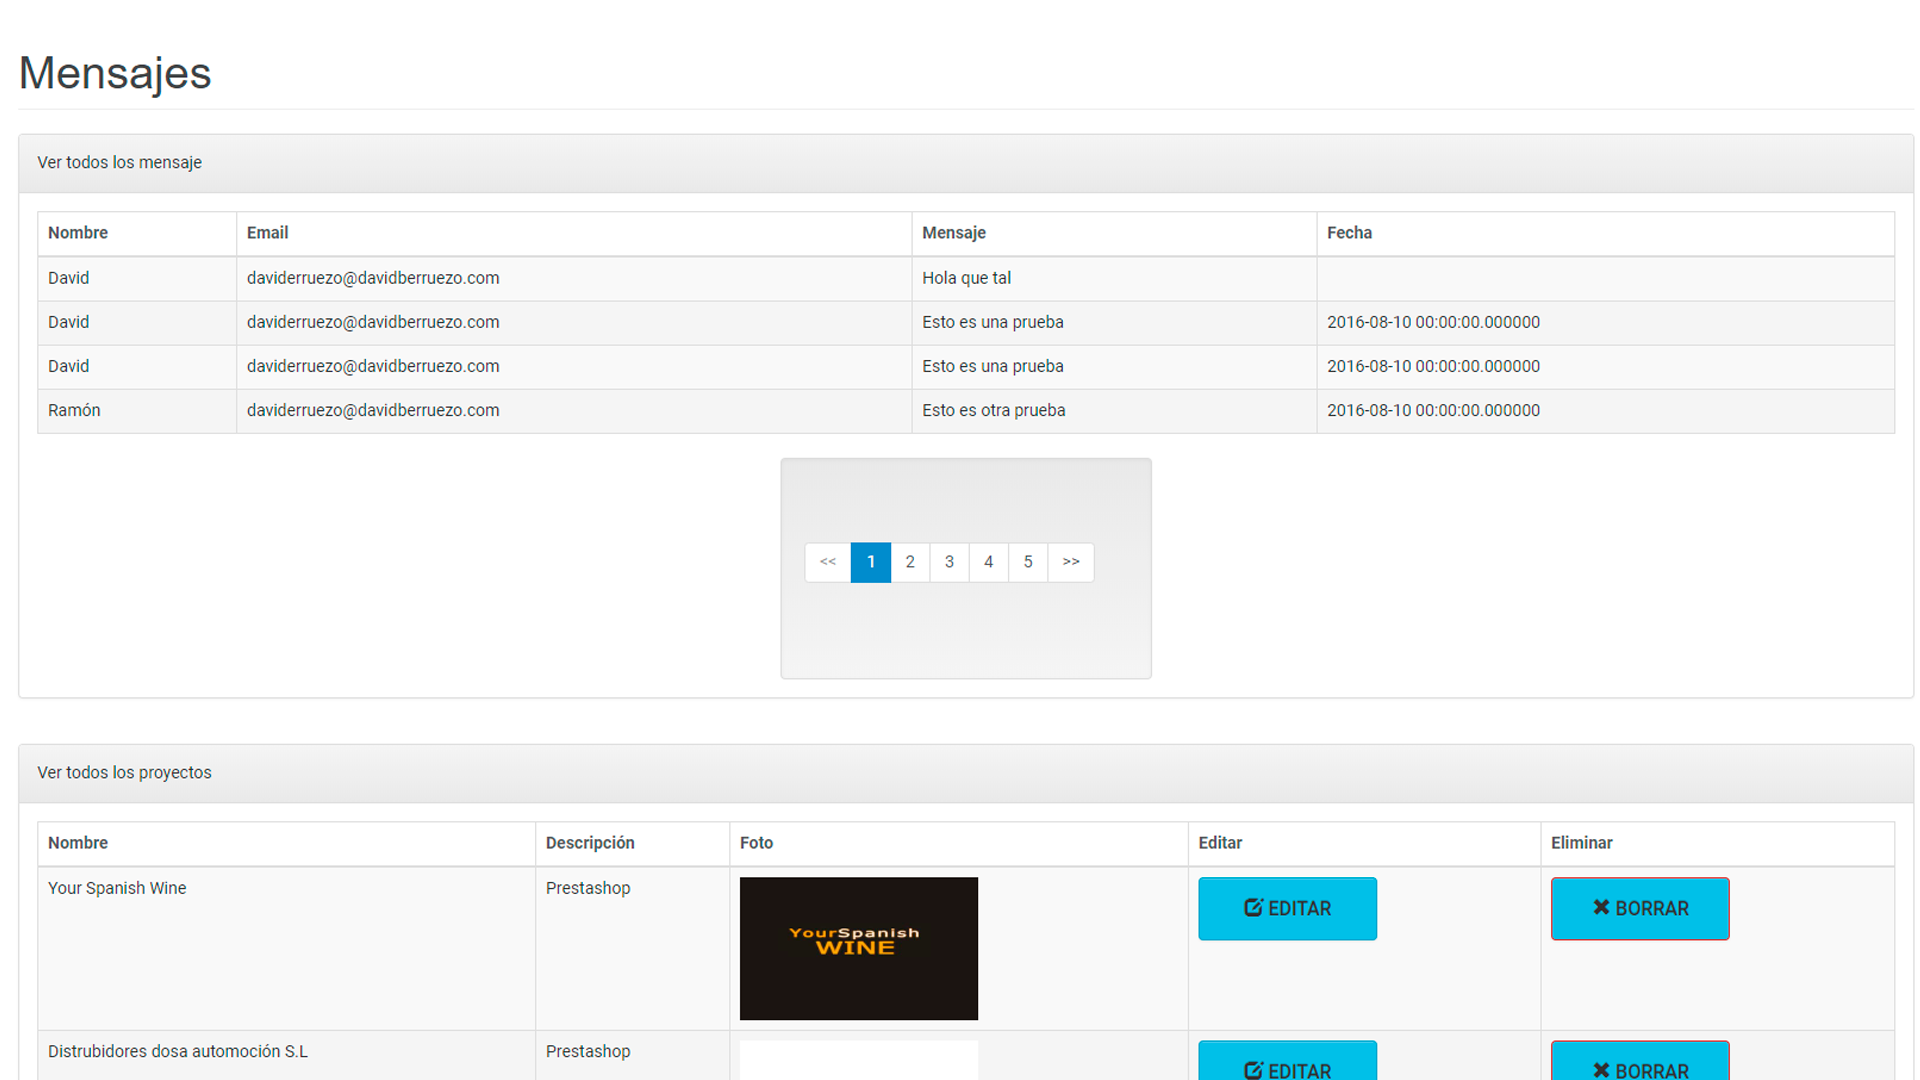 Mensajes
Ver todos los mensaje
Nombre Email Mensaje Fecha
David daviderruezo@davidberruezo.com Hola que tal
David daviderruezo@davidberruezo.com Esto es una prueba 2016-08-10 00:00:00.000000
David daviderruezo@davidberruezo.com Esto es una prueba 2016-08-10 00:00:00.000000
Ramón daviderruezo@davidberruezo.com Esto es otra prueba 2016-08-10 00:00:00.000000
<< 1 2 3 4 5 >>
Ver todos los proyectos
Nombre Descripción Foto Editar Eliminar
Your Spanish Wine Prestashop EDITAR BORRAR
YourSpanish
WINE
Distrubidores dosa automoción S.L Prestashop EDITAR BORRAR